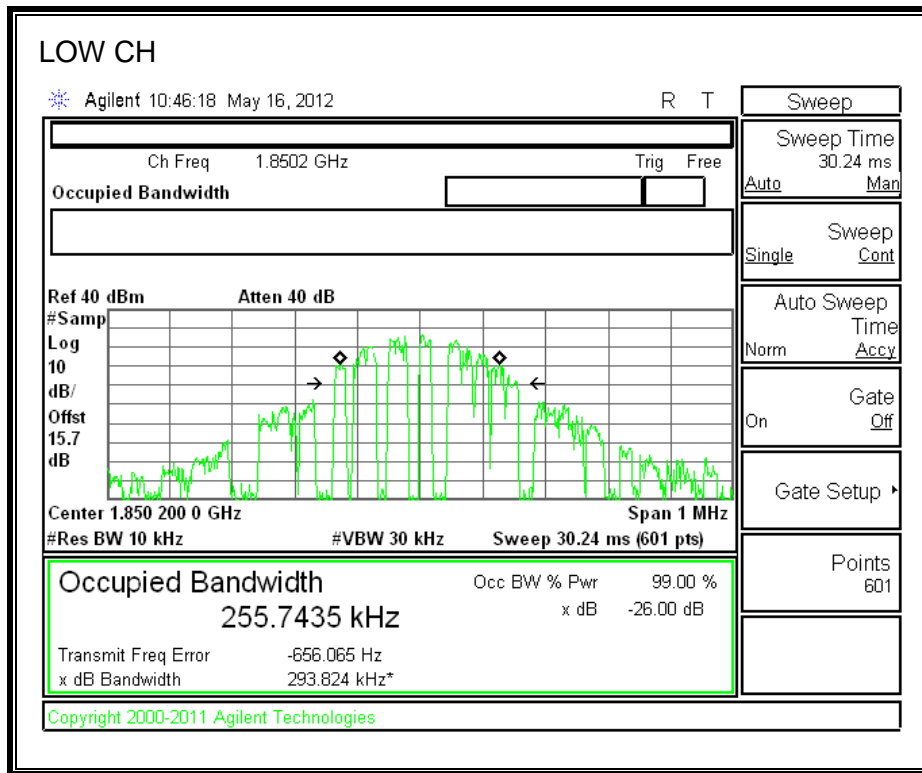 LOW CH
Agilent 10:46:18 May 16, 2012 R T
Sweep
Ch Freq 1.8502 GHz Trig Free
Occupied Bandwidth
Sweep Time
30.24 ms
Auto Man
Sweep
Single Cont
Ref 40 dBm Atten 40 dB
#Samp
Log
10
dB/
Offst
15.7
dB
Auto Sweep
Time
Norm Accy
Gate
On Off
Gate Setup
Center 1.850 200 0 GHz Span 1 MHz
#Res BW 10 kHz #VBW 30 kHz Sweep 30.24 ms (601 pts)
Points
601
Occupied Bandwidth Occ BW % Pwr 99.00 %
255.7435 kHz x dB -26.00 dB
Transmit Freq Error -656.065 Hz
x dB Bandwidth 293.824 kHz*
Copyright 2000-2011 Agilent Technologies